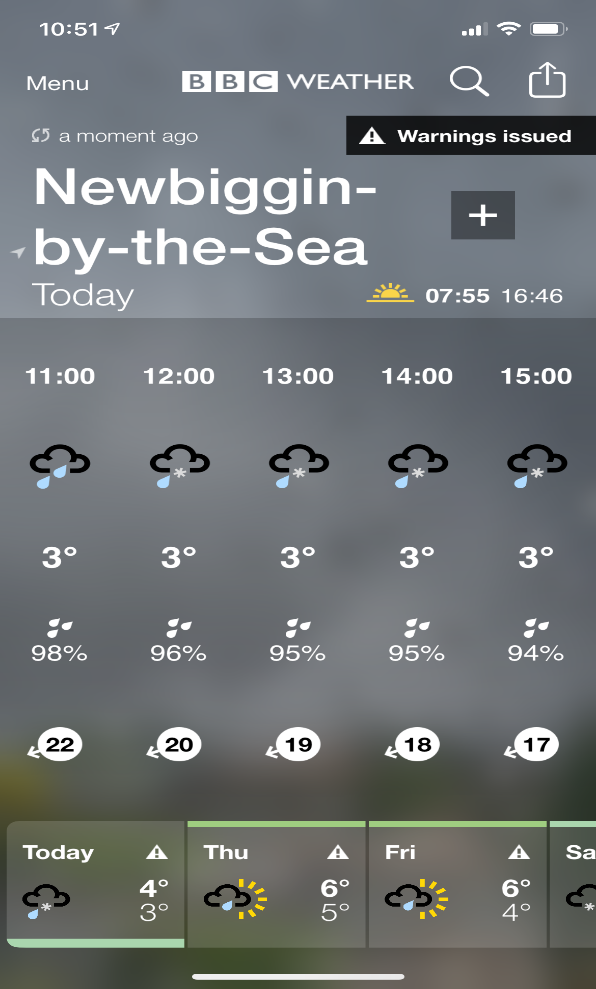 10:51
Menu
BBC WEATHER
a moment ago
Warnings issued
Newbiggin-
by-the-Sea
Today
07:55 16:46
11:00 12:00 13:00 14:00 15:00
3° 3° 3° 3° 3°
98% 96% 95% 95% 94%
22 20 19 18 17
Today Thu Fri Sa
4° 6° 6°
3° 5° 4°